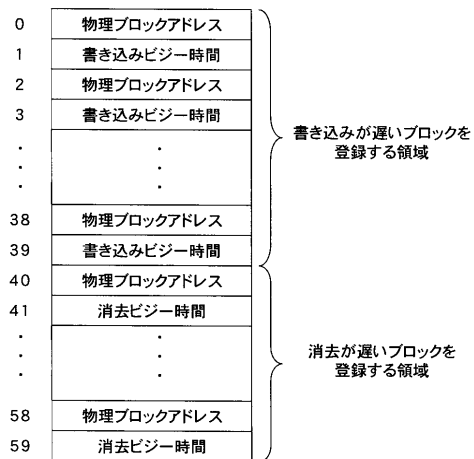 0 物理ブロックアドレス
1 書き込みビジー時間
2 物理ブロックアドレス
3 書き込みビジー時間
・ ・
・ ・
・ ・
38 物理ブロックアドレス
39 書き込みビジー時間
書き込みが遅いブロックを
登録する領域
40 物理ブロックアドレス
41 消去ビジー時間
・ ・
・ ・
・ ・
58 物理ブロックアドレス
59 消去ビジー時間
消去が遅いブロックを
登録する領域